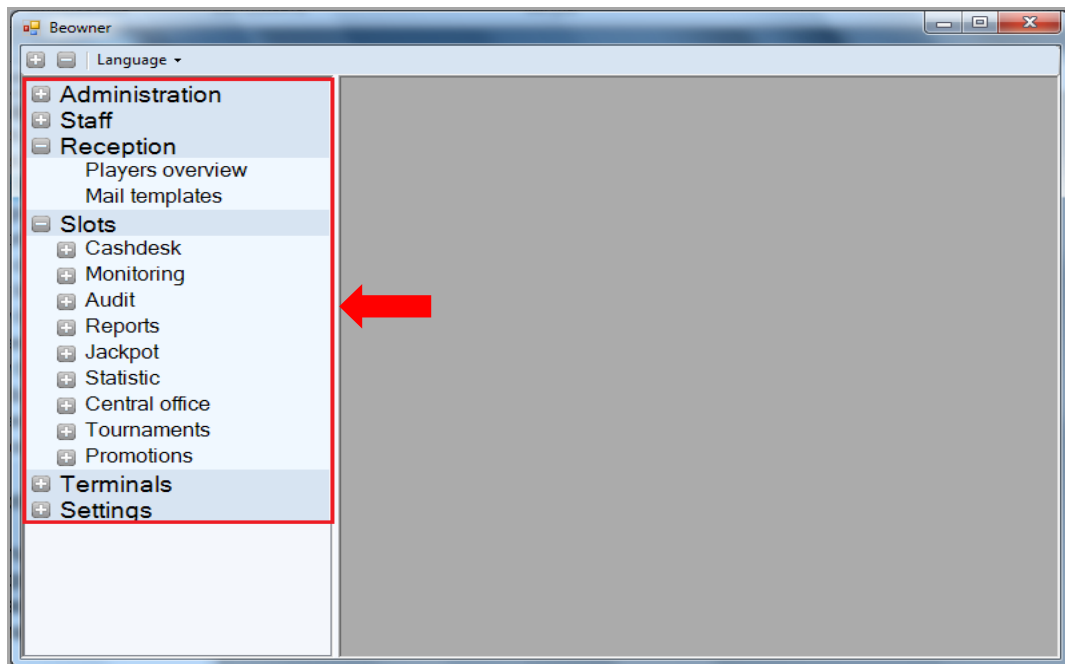 Beowner
Language
Administration
Staff
Reception
Players overview
Mail templates
Slots
Cashdesk
Monitoring
Audit
Reports
Jackpot
Statistic
Central office
Tournaments
Promotions
Terminals
Settings